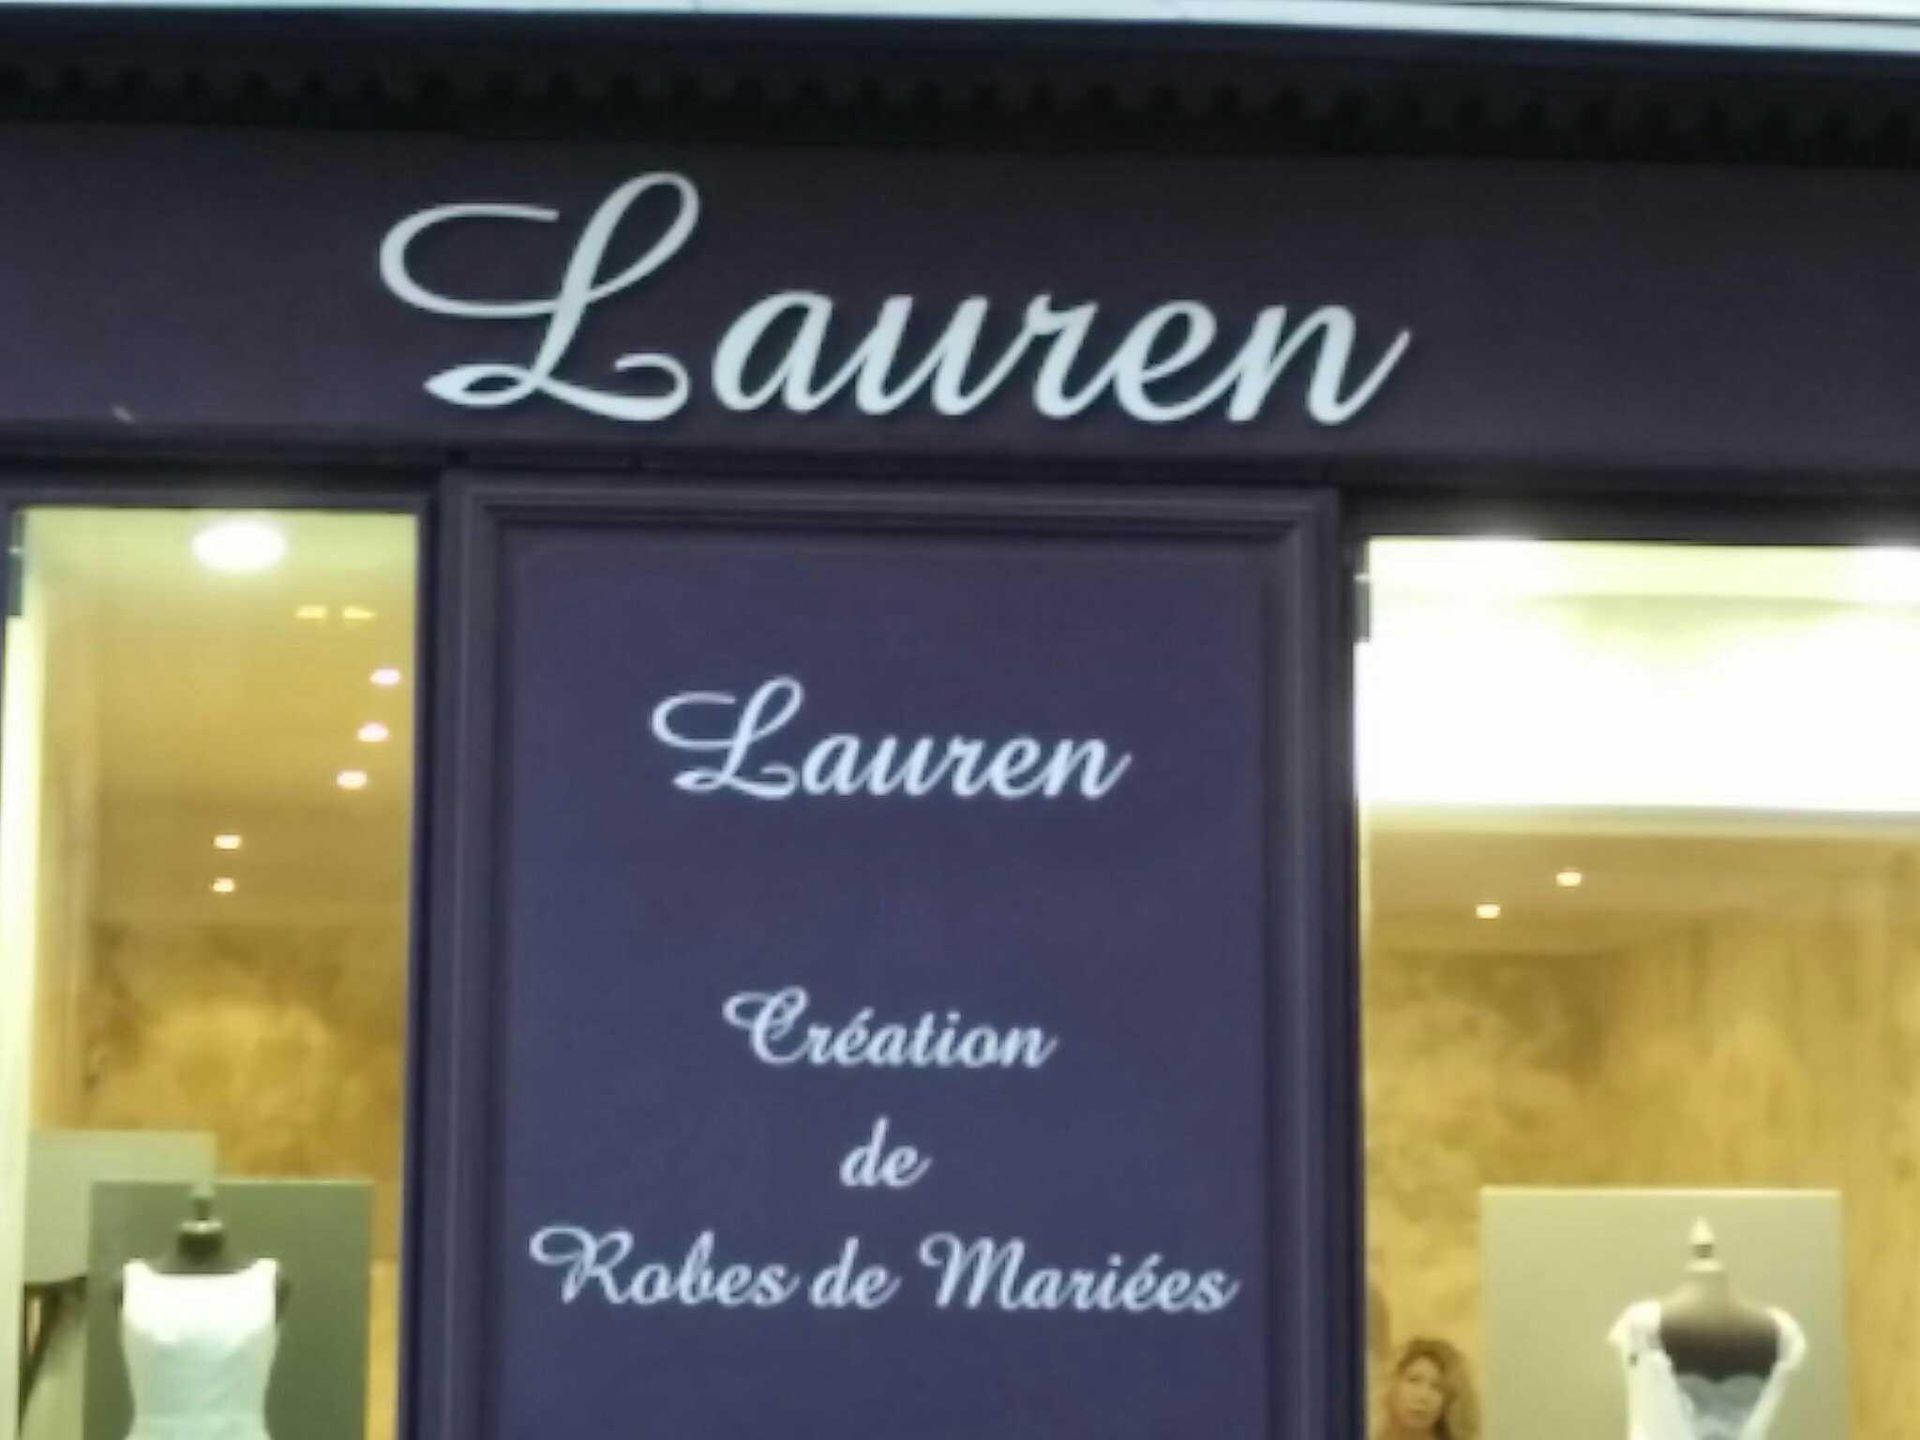 Lauren
Lauren
Création
de
Robes de Mariées